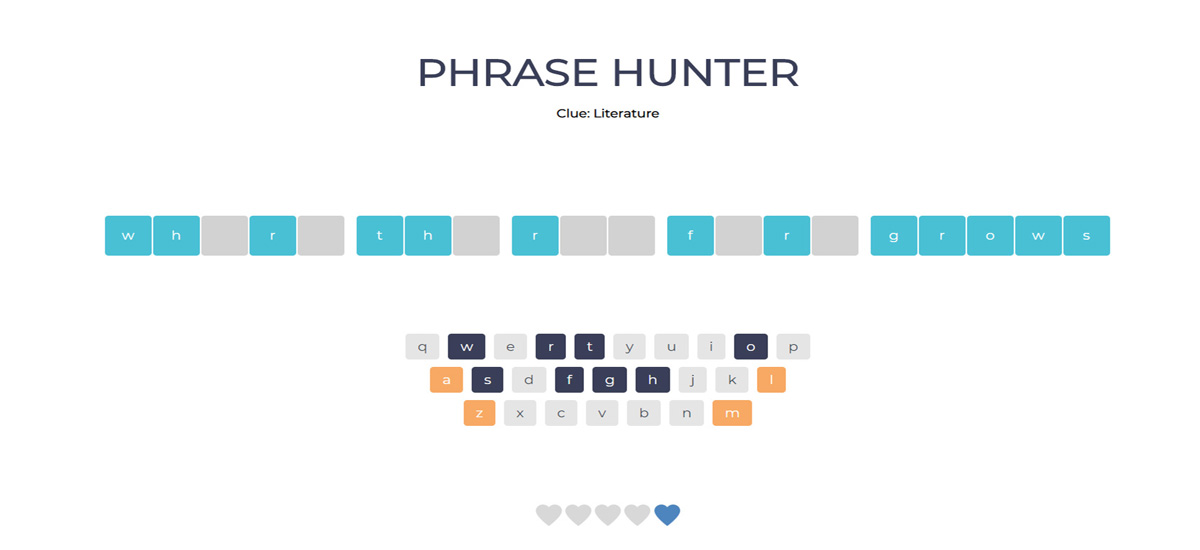 PHRASE HUNTER
Clue: Literature
w h r t h r f r g r o w s
q w e r t y u i o p
a s d f g h j k l
z x c v b n m